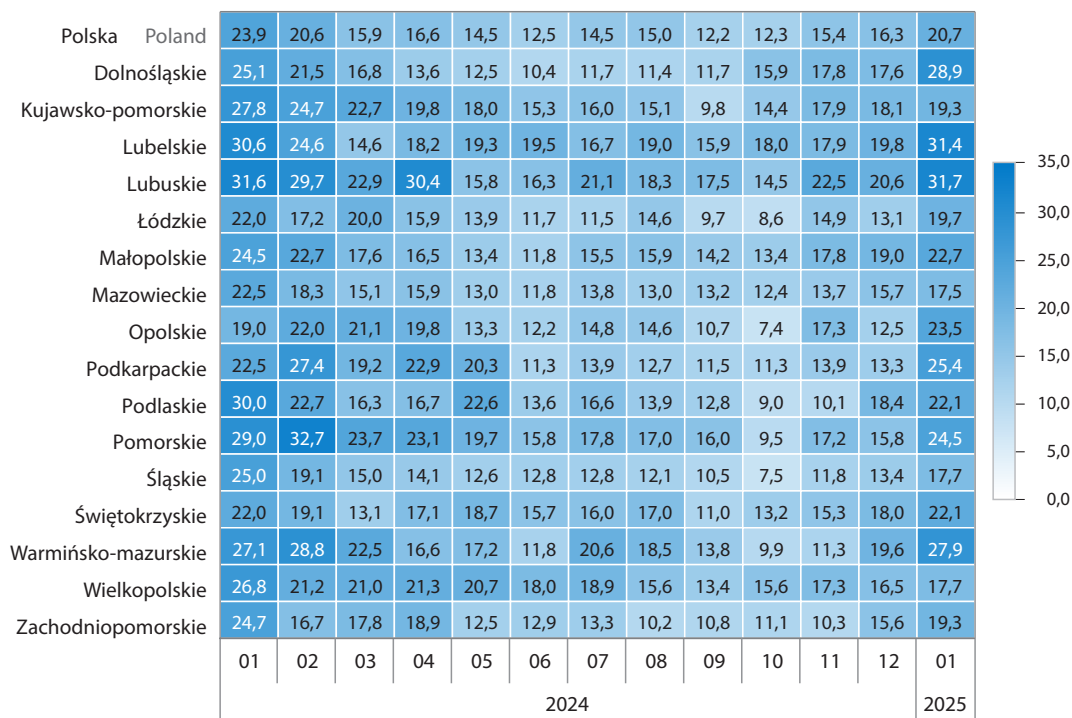 Polska Poland 23,9 20,6 15,9 16,6 14,5 12,5 14,5 15,0 12,2 12,3 15,4 16,3 20,7
Dolnośląskie 25,1 21,5 16,8 13,6 12,5 10,4 11,7 11,4 11,7 15,9 17,8 17,6 28,9
Kujawsko-pomorskie 27,8 24,7 22,7 19,8 18,0 15,3 16,0 15,1 9,8 14,4 17,9 18,1 19,3
Lubelskie 30,6 24,6 14,6 18,2 19,3 19,5 16,7 19,0 15,9 18,0 17,9 19,8 31,4
Lubuskie 31,6 29,7 22,9 30,4 15,8 16,3 21,1 18,3 17,5 14,5 22,5 20,6 31,7
Łódzkie 22,0 17,2 20,0 15,9 13,9 11,7 11,5 14,6 9,7 8,6 14,9 13,1 19,7
Małopolskie 24,5 22,7 17,6 16,5 13,4 11,8 15,5 15,9 14,2 13,4 17,8 19,0 22,7
Mazowieckie 22,5 18,3 15,1 15,9 13,0 11,8 13,8 13,0 13,2 12,4 13,7 15,7 17,5
Opolskie 19,0 22,0 21,1 19,8 13,3 12,2 14,8 14,6 10,7 7,4 17,3 12,5 23,5
Podkarpackie 22,5 27,4 19,2 22,9 20,3 11,3 13,9 12,7 11,5 11,3 13,9 13,3 25,4
Podlaskie 30,0 22,7 16,3 16,7 22,6 13,6 16,6 13,9 12,8 9,0 10,1 18,4 22,1
Pomorskie 29,0 32,7 23,7 23,1 19,7 15,8 17,8 17,0 16,0 9,5 17,2 15,8 24,5
Śląskie 25,0 19,1 15,0 14,1 12,6 12,8 12,8 12,1 10,5 7,5 11,8 13,4 17,7
Świętokrzyskie 22,0 19,1 13,1 17,1 18,7 15,7 16,0 17,0 11,0 13,2 15,3 18,0 22,1
Warmińsko-mazurskie 27,1 28,8 22,5 16,6 17,2 11,8 20,6 18,5 13,8 9,9 11,3 19,6 27,9
Wielkopolskie 26,8 21,2 21,0 21,3 20,7 18,0 18,9 15,6 13,4 15,6 17,3 16,5 17,7
Zachodniopomorskie 24,7 16,7 17,8 18,9 12,5 12,9 13,3 10,2 10,8 11,1 10,3 15,6 19,3
01 02 03 04 05 06 07 08 09 10 11 12 01
2024 2025
35,0
30,0
25,0
20,0
15,0
10,0
5,0
0,0